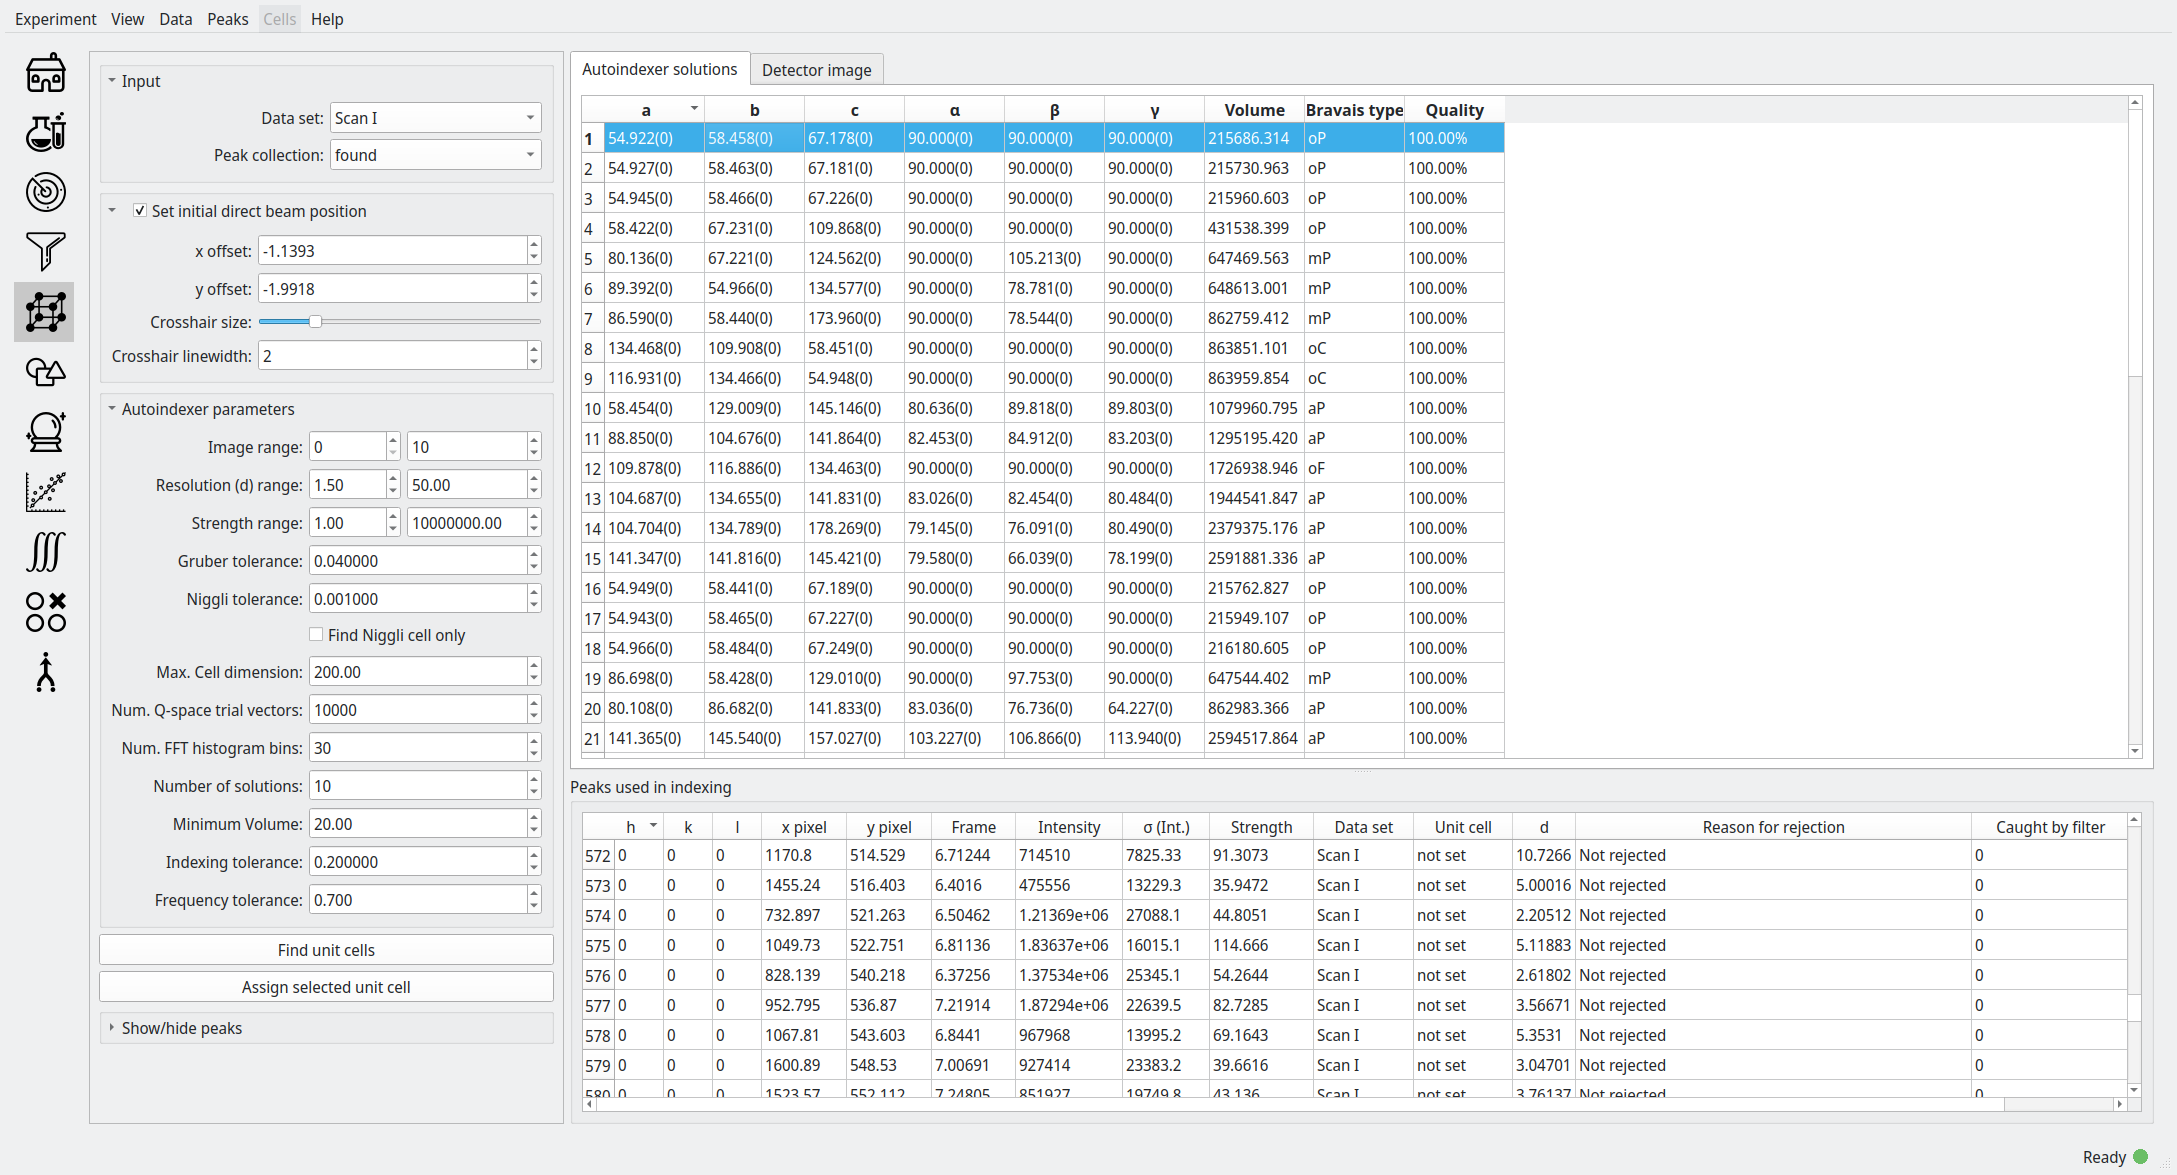 Experiment View Data Peaks Cells Help
Input
Data set: Scan I
Peak collection: found
Set initial direct beam position
x offset: -1.1393
y offset: -1.9918
Crosshair size:
Crosshair linewidth: 2
Autoindexer parameters
Image range: 0 10
Resolution (d) range: 1.50 50.00
Strength range: 1.00 10000000.00
Gruber tolerance: 0.040000
Niggli tolerance: 0.001000
Find Niggli cell only
Max. Cell dimension: 200.00
Num. Q-space trial vectors: 10000
Num. FFT histogram bins: 30
Number of solutions: 10
Minimum Volume: 20.00
Indexing tolerance: 0.200000
Frequency tolerance: 0.700
Find unit cells
Assign selected unit cell
Show/hide peaks
Autoindexer solutions Detector image
a b c α β γ Volume Bravais type Quality
1 54.922(0) 58.458(0) 67.178(0) 90.000(0) 90.000(0) 90.000(0) 215686.314 oP 100.00%
2 54.927(0) 58.463(0) 67.181(0) 90.000(0) 90.000(0) 90.000(0) 215730.963 oP 100.00%
3 54.945(0) 58.466(0) 67.226(0) 90.000(0) 90.000(0) 90.000(0) 215960.603 oP 100.00%
4 58.422(0) 67.231(0) 109.868(0) 90.000(0) 90.000(0) 90.000(0) 431538.399 oP 100.00%
5 80.136(0) 67.221(0) 124.562(0) 90.000(0) 105.213(0) 90.000(0) 647469.563 mP 100.00%
6 89.392(0) 54.966(0) 134.577(0) 90.000(0) 78.781(0) 90.000(0) 648613.001 mP 100.00%
7 86.590(0) 58.440(0) 173.960(0) 90.000(0) 78.544(0) 90.000(0) 862759.412 mP 100.00%
8 134.468(0) 109.908(0) 58.451(0) 90.000(0) 90.000(0) 90.000(0) 863851.101 oC 100.00%
9 116.931(0) 134.466(0) 54.948(0) 90.000(0) 90.000(0) 90.000(0) 863959.854 oC 100.00%
10 58.454(0) 129.009(0) 145.146(0) 80.636(0) 89.818(0) 89.803(0) 1079960.795 aP 100.00%
11 88.850(0) 104.676(0) 141.864(0) 82.453(0) 84.912(0) 83.203(0) 1295195.420 aP 100.00%
12 109.878(0) 116.886(0) 134.463(0) 90.000(0) 90.000(0) 90.000(0) 1726938.946 oF 100.00%
13 104.687(0) 134.655(0) 141.831(0) 83.026(0) 82.454(0) 80.484(0) 1944541.847 aP 100.00%
14 104.704(0) 134.789(0) 178.269(0) 79.145(0) 76.091(0) 80.490(0) 2379375.176 aP 100.00%
15 141.347(0) 141.816(0) 145.421(0) 79.580(0) 66.039(0) 78.199(0) 2591881.336 aP 100.00%
16 54.949(0) 58.441(0) 67.189(0) 90.000(0) 90.000(0) 90.000(0) 215762.827 oP 100.00%
17 54.943(0) 58.465(0) 67.227(0) 90.000(0) 90.000(0) 90.000(0) 215949.107 oP 100.00%
18 54.966(0) 58.484(0) 67.249(0) 90.000(0) 90.000(0) 90.000(0) 216180.605 oP 100.00%
19 86.698(0) 58.428(0) 129.010(0) 90.000(0) 97.753(0) 90.000(0) 647544.402 mP 100.00%
20 80.108(0) 86.682(0) 141.833(0) 83.036(0) 76.736(0) 64.227(0) 862983.366 aP 100.00%
21 141.365(0) 145.540(0) 157.027(0) 103.227(0) 106.866(0) 113.940(0) 2594517.864 aP 100.00%
Peaks used in indexing
h k l x pixel y pixel Frame Intensity σ (Int.) Strength Data set Unit cell d Reason for rejection Caught by filter
572 0 0 0 1170.8 514.529 6.71244 714510 7825.33 91.3073 Scan I not set 10.7266 Not rejected 0
573 0 0 0 1455.24 516.403 6.4016 475556 13229.3 35.9472 Scan I not set 5.00016 Not rejected 0
574 0 0 0 732.897 521.263 6.50462 1.21369e+06 27088.1 44.8051 Scan I not set 2.20512 Not rejected 0
575 0 0 0 1049.73 522.751 6.81136 1.83637e+06 16015.1 114.666 Scan I not set 5.11883 Not rejected 0
576 0 0 0 828.139 540.218 6.37256 1.37534e+06 25345.1 54.2644 Scan I not set 2.61802 Not rejected 0
577 0 0 0 952.795 536.87 7.21914 1.87294e+06 22639.5 82.7285 Scan I not set 3.56671 Not rejected 0
578 0 0 0 1067.81 543.603 6.8441 967968 13995.2 69.1643 Scan I not set 5.3531 Not rejected 0
579 0 0 0 1600.89 548.53 7.00691 927414 23383.2 39.6616 Scan I not set 3.04701 Not rejected 0
580 0 0 0 1523.57 552.112 7.24805 851927 19749.8 43.136 Scan I not set 3.76137 Not rejected 0
Ready